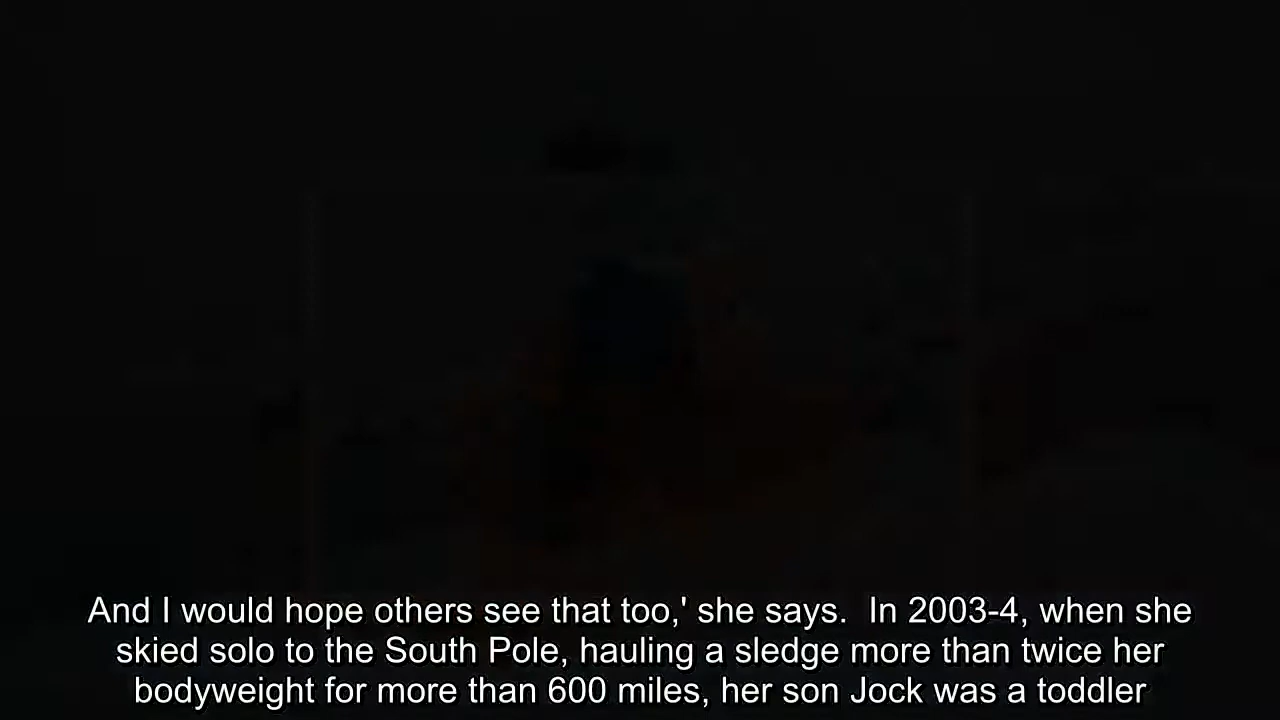 And I would hope others see that too,' she says.  In 2003-4, when she
skied solo to the South Pole, hauling a sledge more than twice her
bodyweight for more than 600 miles, her son Jock was a toddler